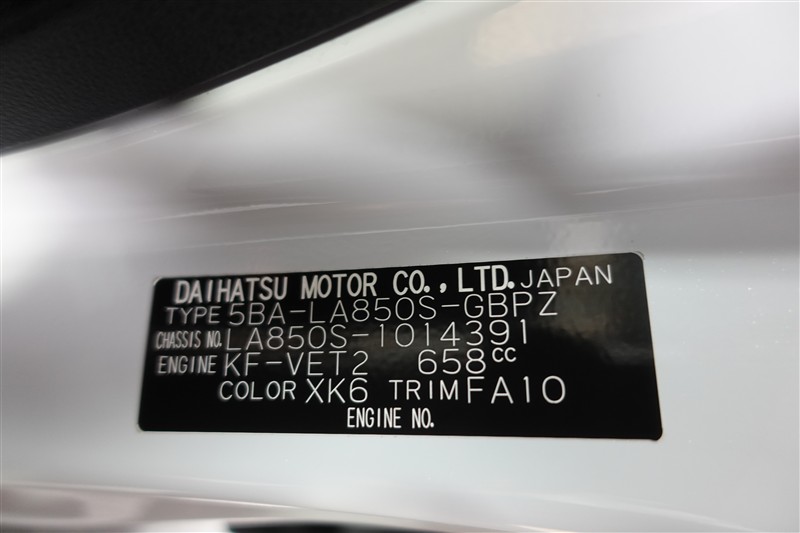 DAIHATSU MOTOR CO., LTD. JAPAN
TYPE 5BA-LA850S-GBPZ
CHASSIS NO. LA850S-1014391
ENGINE KF-VET2 658CC
COLOR XK6 TRIM FA10
ENGINE NO.